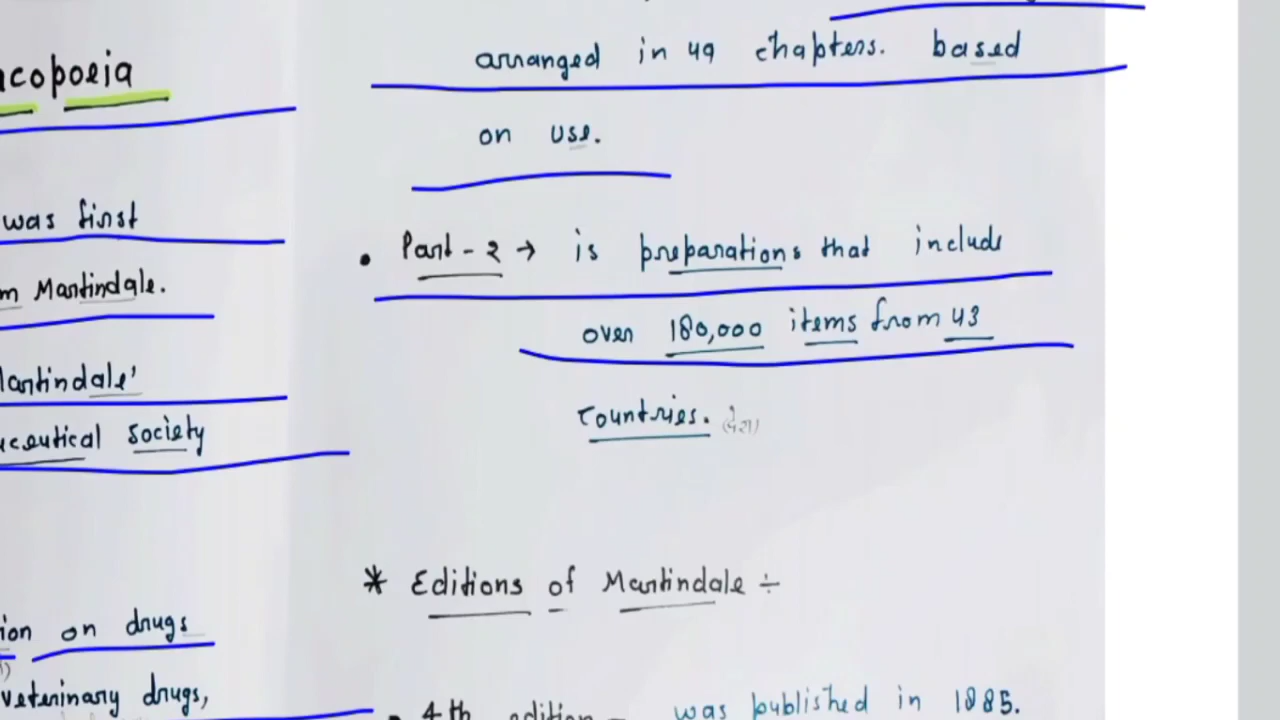 acopoeia
was first
m Martindale.
Martindale'
ceutical society
on drugs
veterinary drugs,
arranged in 49 chapters. based
on use.
• Part - 2 → is preparations that include
over 180,000 items from 43
countries. (देश)
* Editions of Martindale ÷
• 4th edition - was published in 1885.